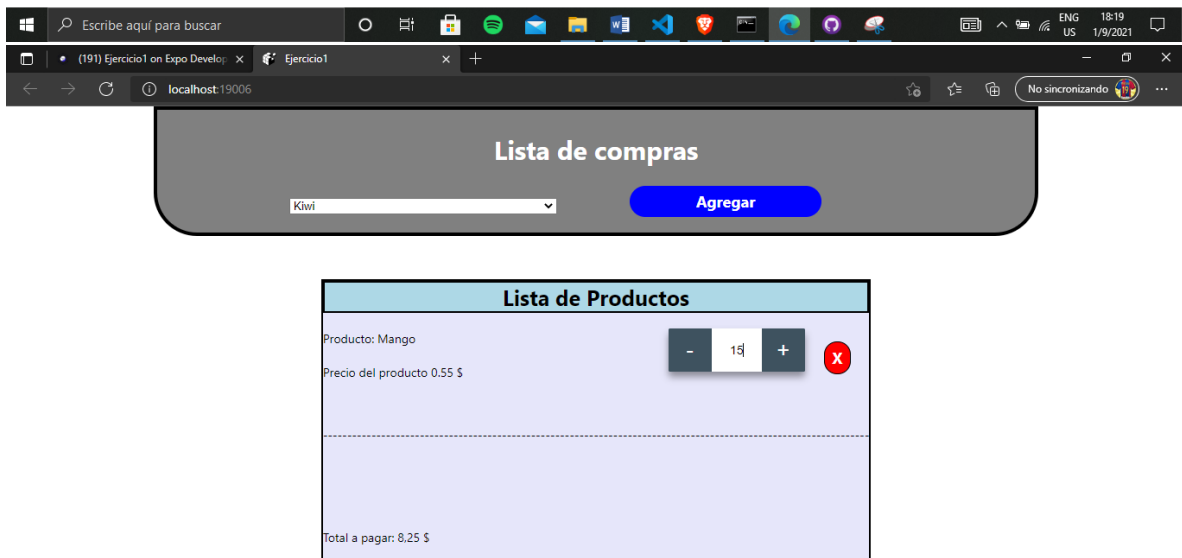 Escribe aquí para buscar
ENG 18:19
US 1/9/2021
(191) Ejercicio1 on Expo Develop Ejercicio1
localhost:19006 No sincronizando
Lista de compras
Kiwi Agregar
Lista de Productos
Producto: Mango - 15 + X
Precio del producto 0.55 $
Total a pagar: 8,25 $